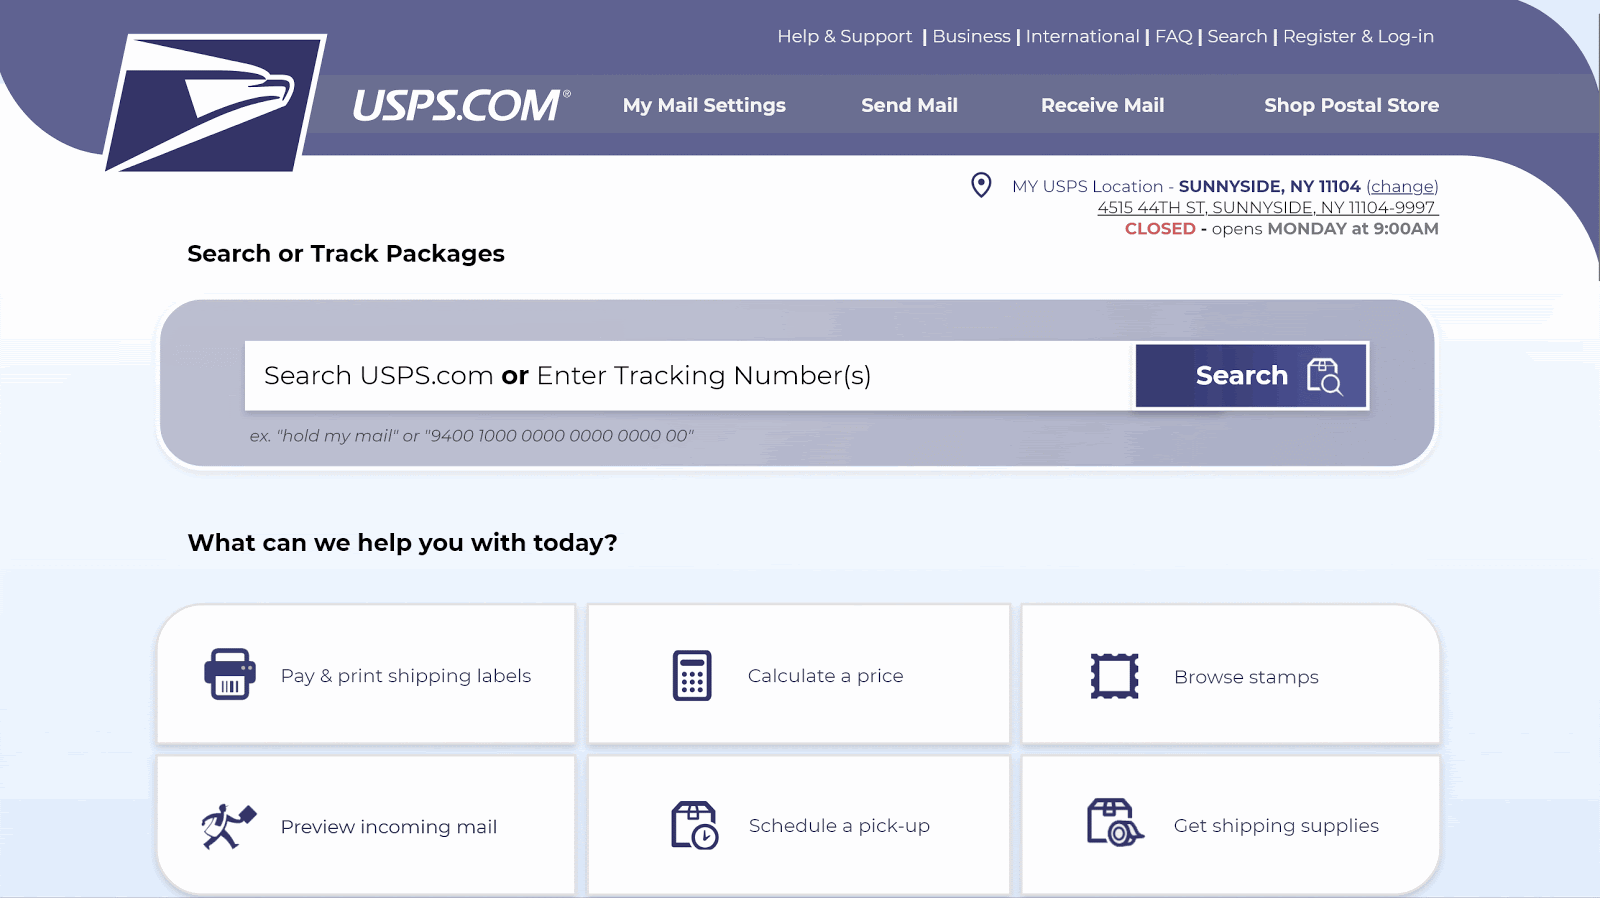 Help & Support | Business | International | FAQ | Search | Register & Log-in
USPS.COM®
My Mail Settings
Send Mail
Receive Mail
Shop Postal Store
MY USPS Location - SUNNYSIDE, NY 11104 (change)
4515 44TH ST, SUNNYSIDE, NY 11104-9997
CLOSED - opens MONDAY at 9:00AM
Search or Track Packages
Search USPS.com or Enter Tracking Number(s)
Search
ex. "hold my mail" or "9400 1000 0000 0000 0000 00"
What can we help you with today?
Pay & print shipping labels
Calculate a price
Browse stamps
Preview incoming mail
Schedule a pick-up
Get shipping supplies